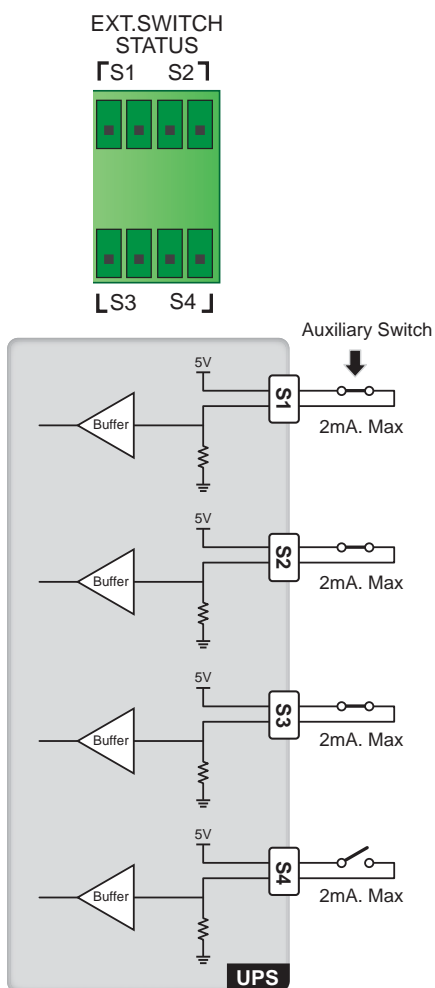 EXT.SWITCH
STATUS
S1 S2
S3 S4
Auxiliary Switch
5V
S1
Buffer
2mA. Max
5V
S2
Buffer
2mA. Max
5V
S3
Buffer
2mA. Max
5V
S4
Buffer
2mA. Max
UPS